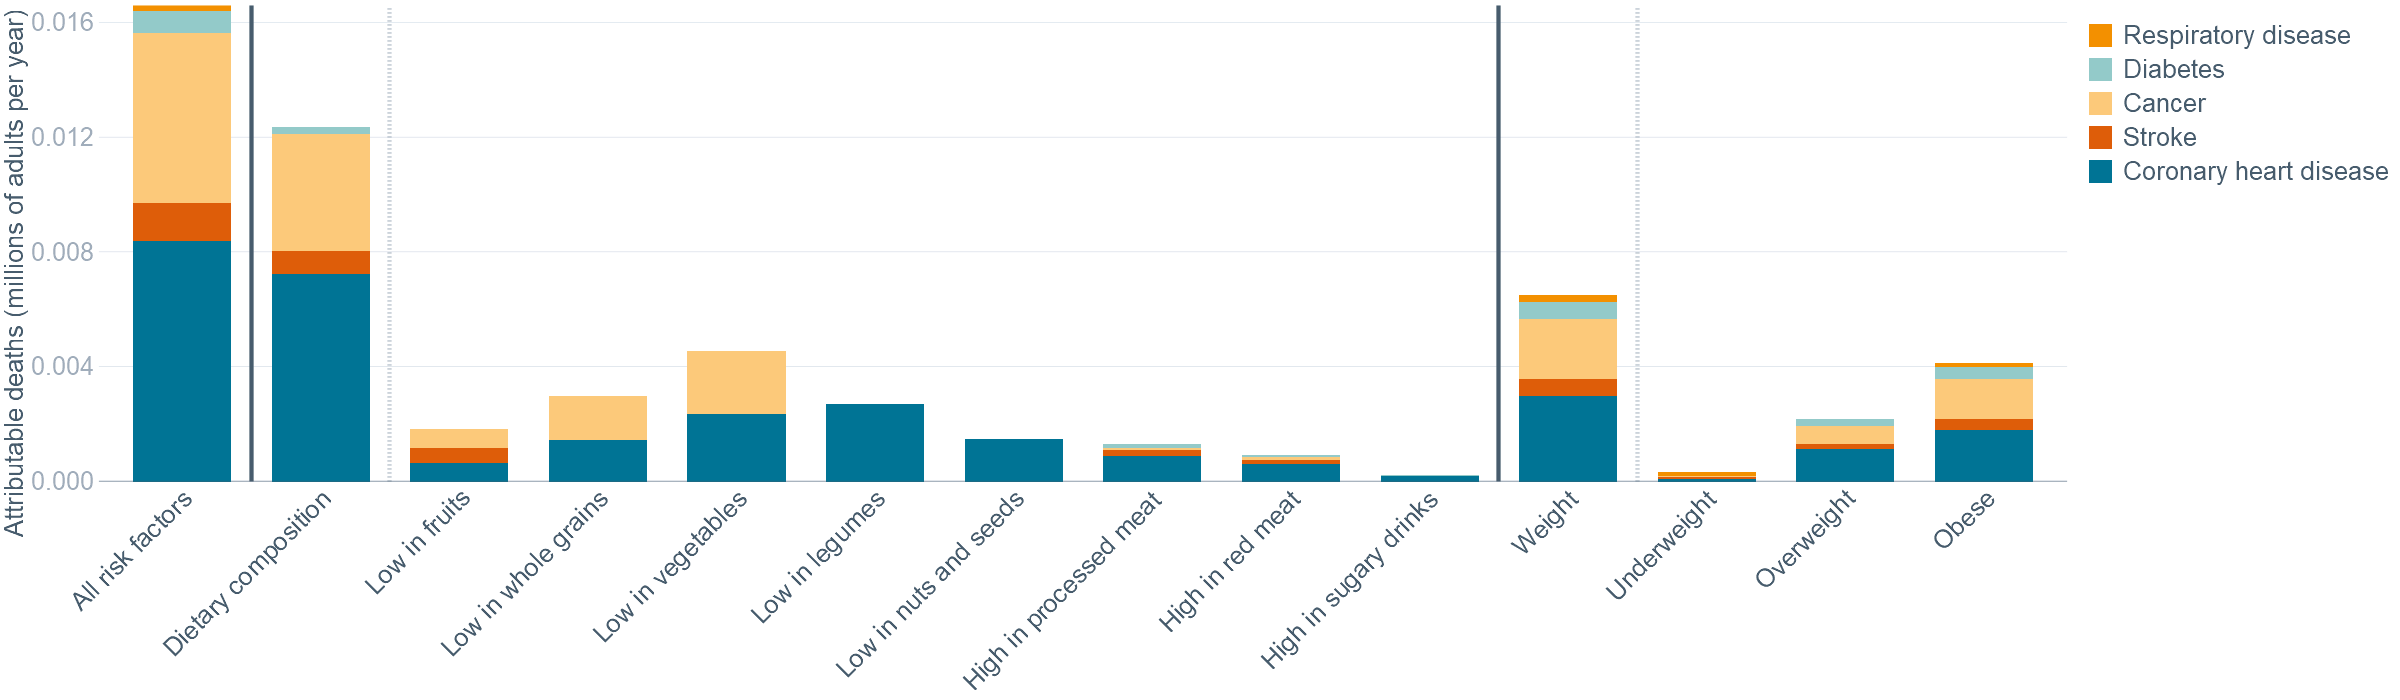 Attributable deaths (millions of adults per year)
0.016
0.012
0.008
0.004
0.000
All risk factors
Dietary composition
Low in fruits
Low in whole grains
Low in vegetables
Low in legumes
Low in nuts and seeds
High in processed meat
High in red meat
High in sugary drinks
Weight
Underweight
Overweight
Obese
Respiratory disease
Diabetes
Cancer
Stroke
Coronary heart disease